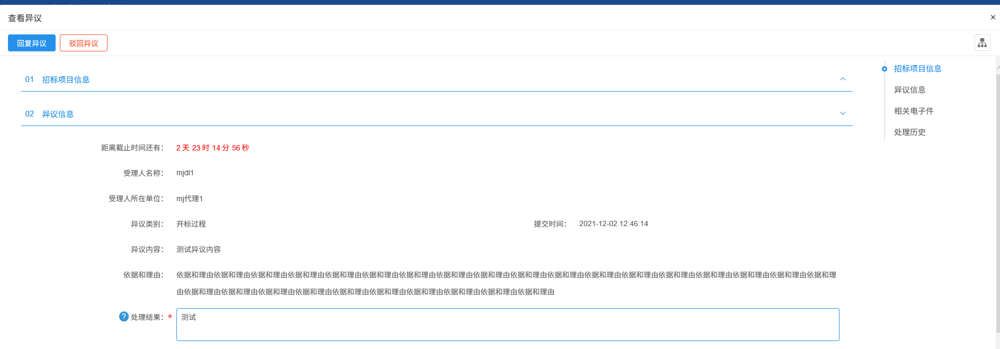 查看异议
×
回复异议
驳回异议
01 招标项目信息
02 异议信息
距离截止时间还有： 2 天 23 时 14 分 56 秒
受理人名称： mjdl1
受理人所在单位： mj代理1
异议类别： 开标过程 提交时间： 2021-12-02 12:46:14
异议内容： 测试异议内容
依据和理由： 依据和理由依据和理由依据和理由依据和理由依据和理由依据和理由依据和理由依据和理由依据和理由依据和理由依据和理由依据和理由依据和理由依据和理由依据和理由依据和理由依据和理由依据和理
由依据和理由依据和理由依据和理由依据和理由依据和理由依据和理由依据和理由依据和理由依据和理由依据和理由
? 处理结果：* 测试
招标项目信息
异议信息
相关电子件
处理历史